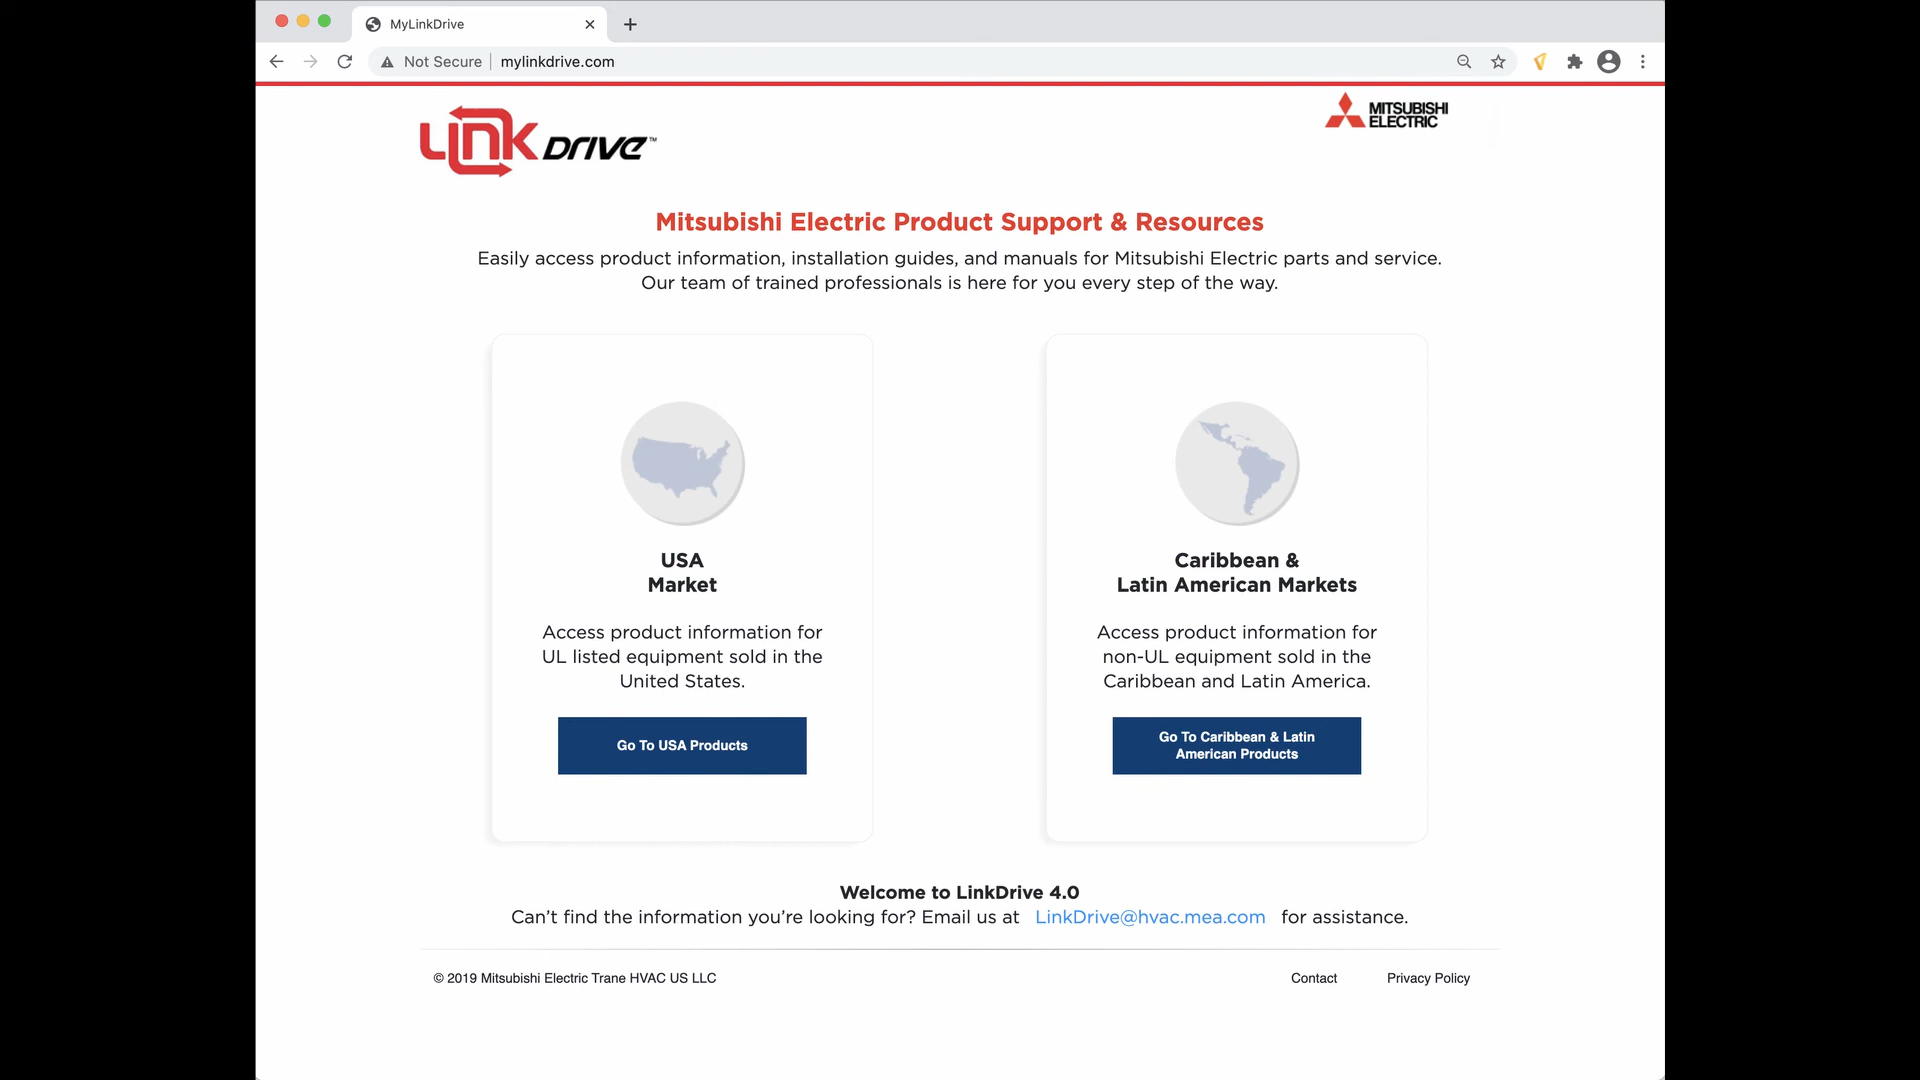 MyLinkDrive
Not Secure
mylinkdrive.com
LINK DRIVE™
MITSUBISHI
ELECTRIC
Mitsubishi Electric Product Support & Resources
Easily access product information, installation guides, and manuals for Mitsubishi Electric parts and service.
Our team of trained professionals is here for you every step of the way.
USA
Market
Access product information for
UL listed equipment sold in the
United States.
Go To USA Products
Caribbean &
Latin American Markets
Access product information for
non-UL equipment sold in the
Caribbean and Latin America.
Go To Caribbean & Latin
American Products
Welcome to LinkDrive 4.0
Can’t find the information you’re looking for? Email us at LinkDrive@hvac.mea.com for assistance.
© 2019 Mitsubishi Electric Trane HVAC US LLC
Contact
Privacy Policy